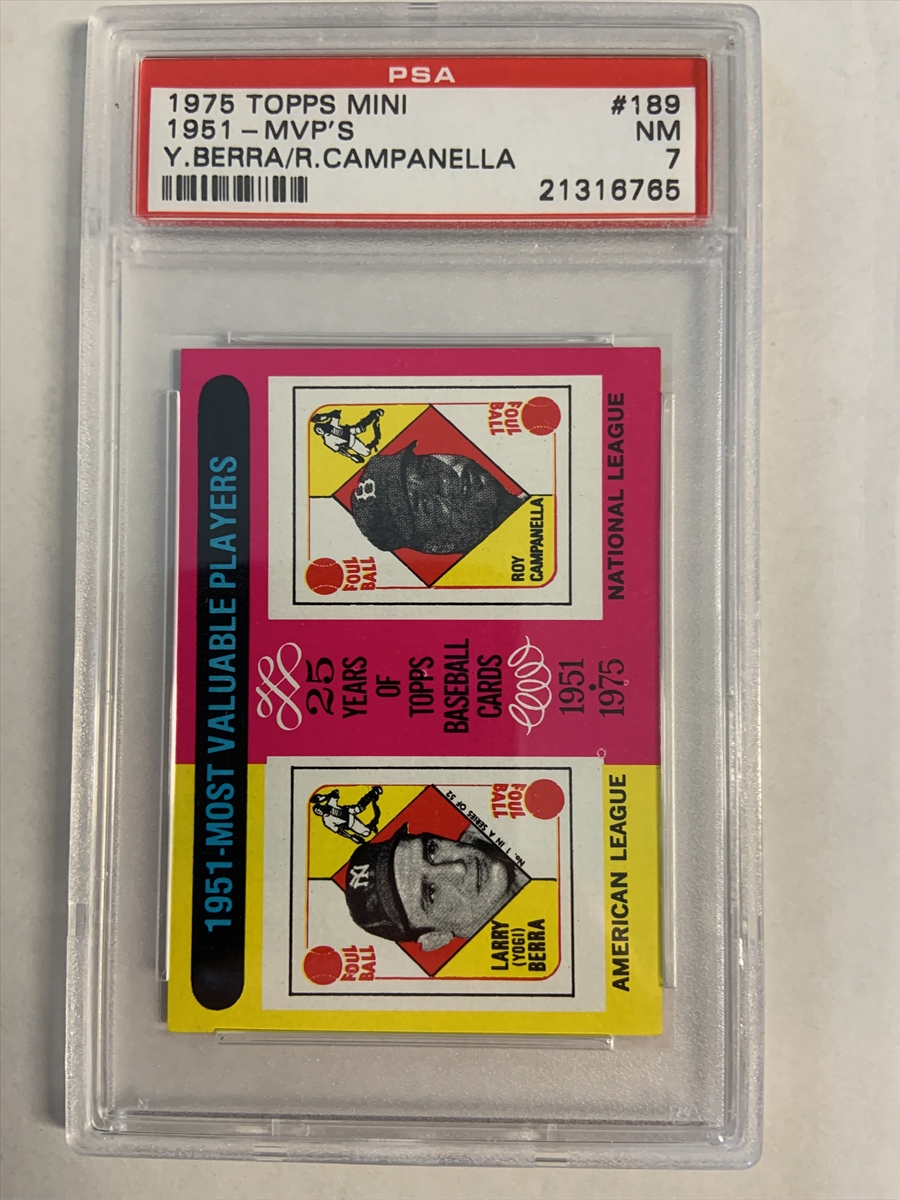 PSA
1975 TOPPS MINI #189
1951-MVP'S NM
Y.BERRA/R.CAMPANELLA 7
21316765
1951-MOST VALUABLE PLAYERS
FOUL
BALL
FOUL
BALL
No. 1 IN A SERIES OF 52
LARRY
(YOGI)
BERRA
AMERICAN LEAGUE
25
YEARS
OF
TOPPS
BASEBALL
CARDS
1951
•
1975
FOUL
BALL
FOUL
BALL
B
ROY
CAMPANELLA
NATIONAL LEAGUE
NY